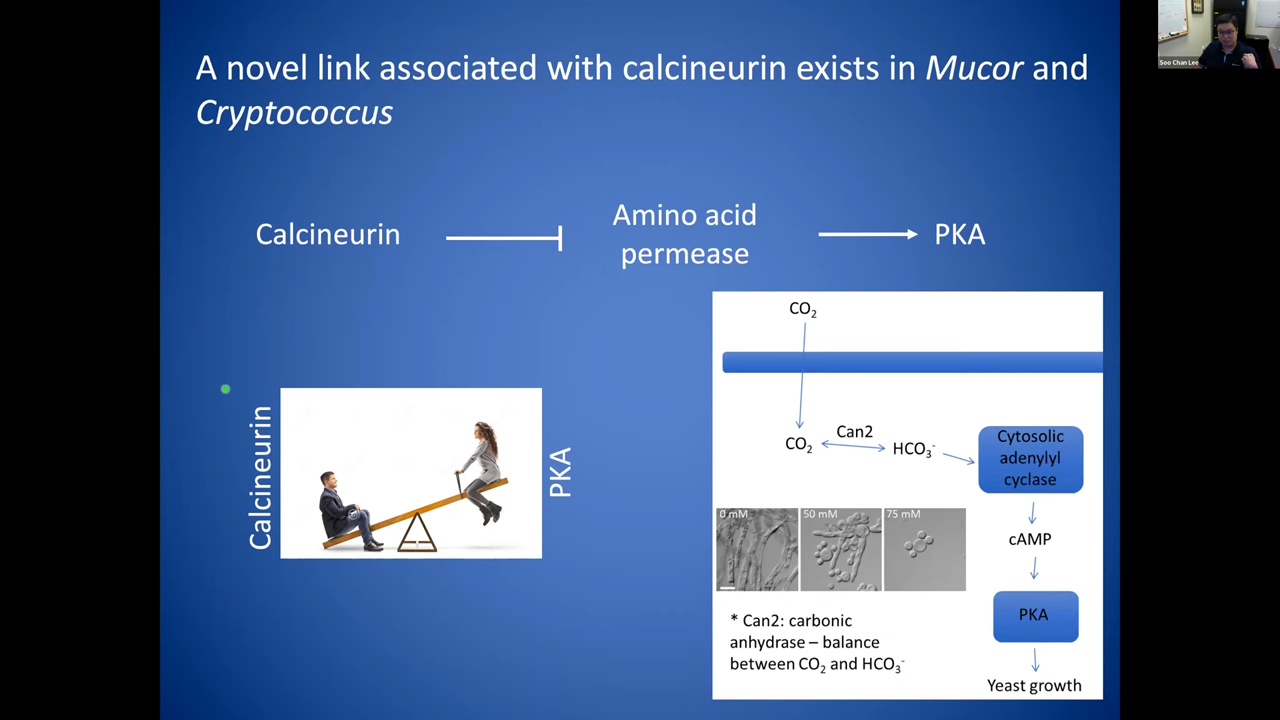 A novel link associated with calcineurin exists in Mucor and
Cryptococcus
Calcineurin
Amino acid
permease
PKA
Calcineurin
PKA
CO₂
CO₂
Can2
HCO₃⁻
Cytosolic
adenylyl
cyclase
cAMP
PKA
Yeast growth
0 mM
50 mM
75 mM
* Can2: carbonic
anhydrase – balance
between CO₂ and HCO₃⁻
Soo Chan Lee